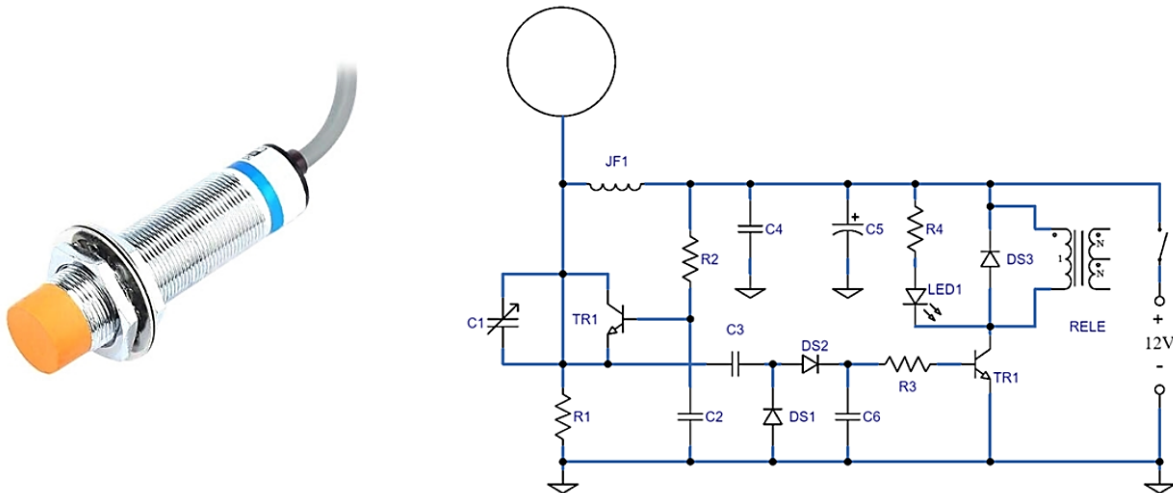 JF1
R2
C4
+
C5
R4
DS3
1
N
N
LED1
C1
TR1
RELE
+
12V
-
C3
DS2
R3
TR1
R1
C2
DS1
C6